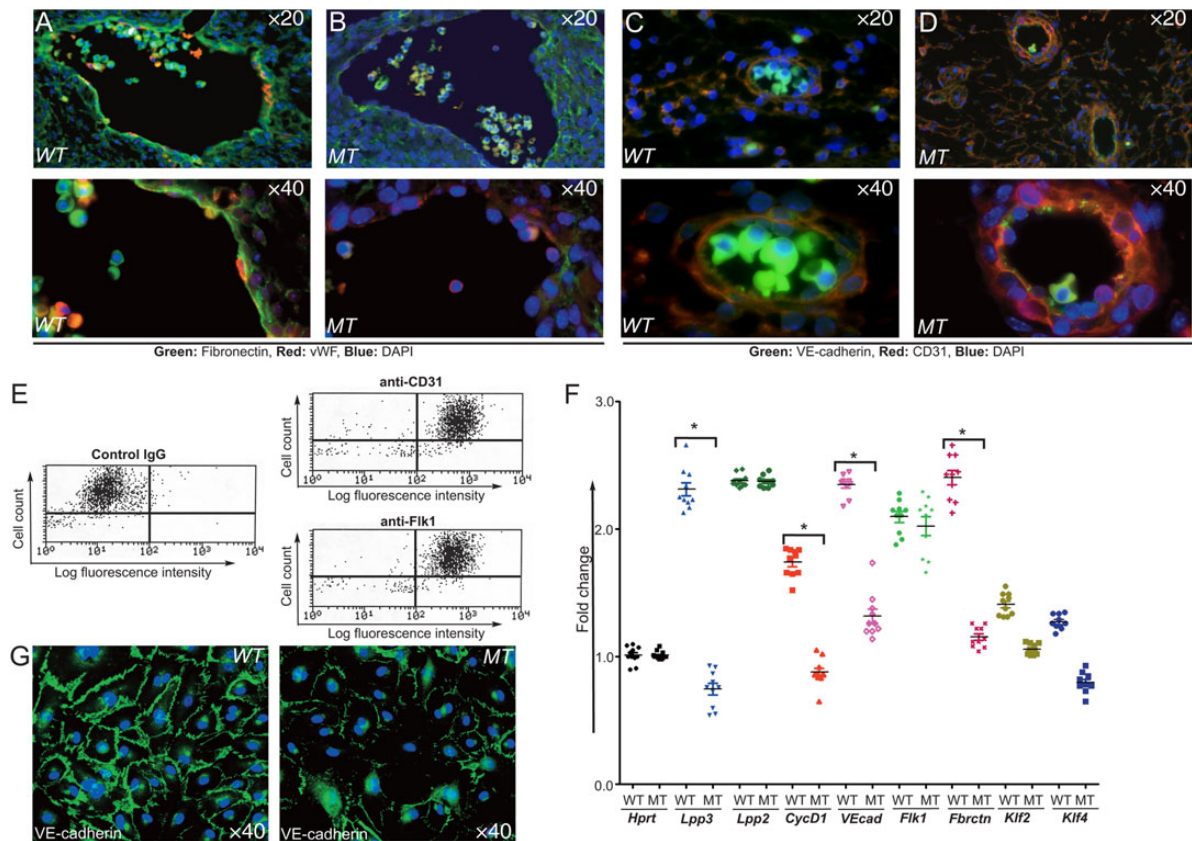 A ×20 B ×20 C ×20 D ×20
WT MT WT MT
×40 ×40 ×40 ×40
WT MT WT MT
Green: Fibronectin, Red: vWF, Blue: DAPI
Green: VE-cadherin, Red: CD31, Blue: DAPI
E
Control IgG
Cell count
10⁰ 10¹ 10² 10³ 10⁴
Log fluorescence intensity
anti-CD31
Cell count
10⁰ 10¹ 10² 10³ 10⁴
Log fluorescence intensity
anti-Flk1
Cell count
10⁰ 10¹ 10² 10³ 10⁴
Log fluorescence intensity
F
Fold change
3.0
2.0
1.0
0.0
* * * *
WT MT WT MT WT MT WT MT WT MT WT MT WT MT WT MT WT MT
Hprt Lpp3 Lpp2 CycD1 VEcad Flk1 Fbrctn Klf2 Klf4
G
WT
VE-cadherin ×40
MT
VE-cadherin ×40